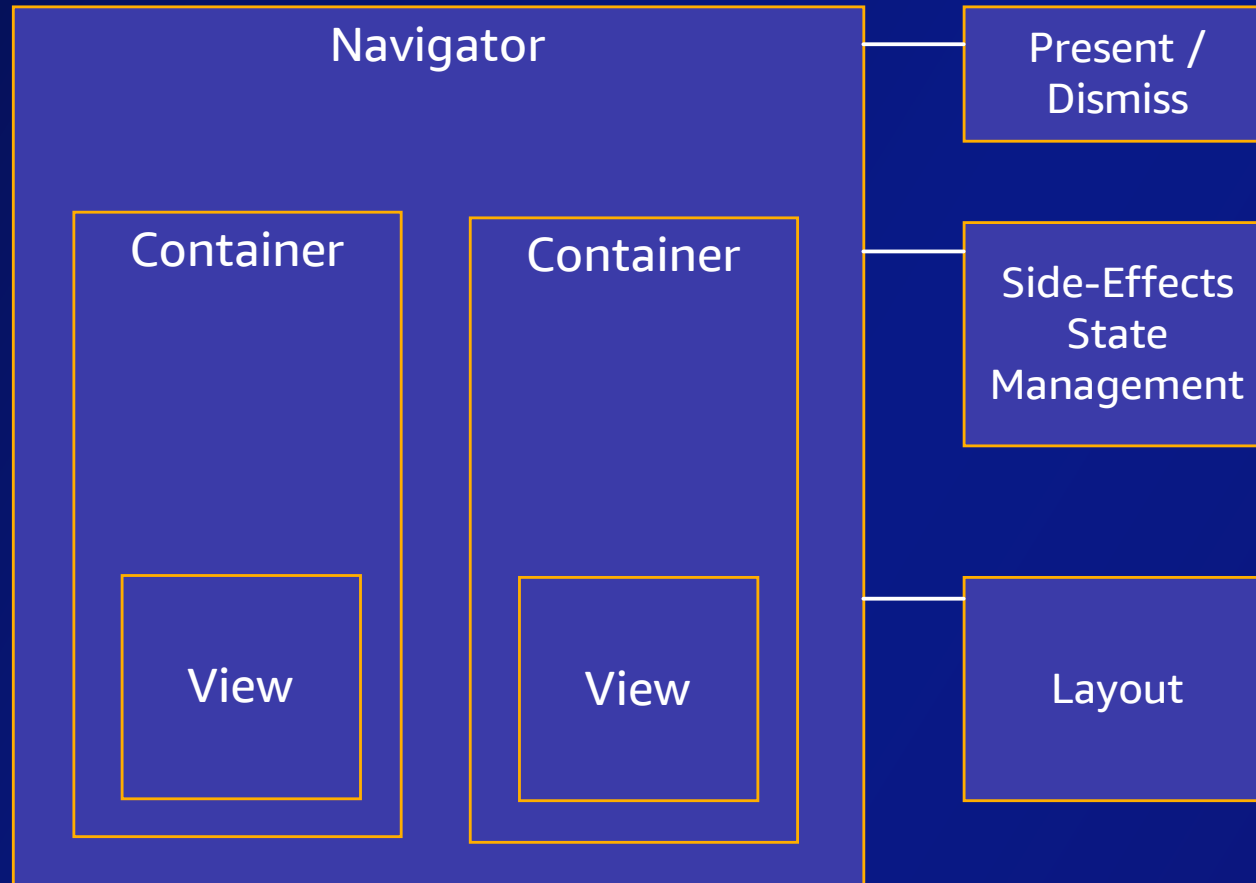 Navigator
Container
View
Container
View
Present /
Dismiss
Side-Effects
State
Management
Layout